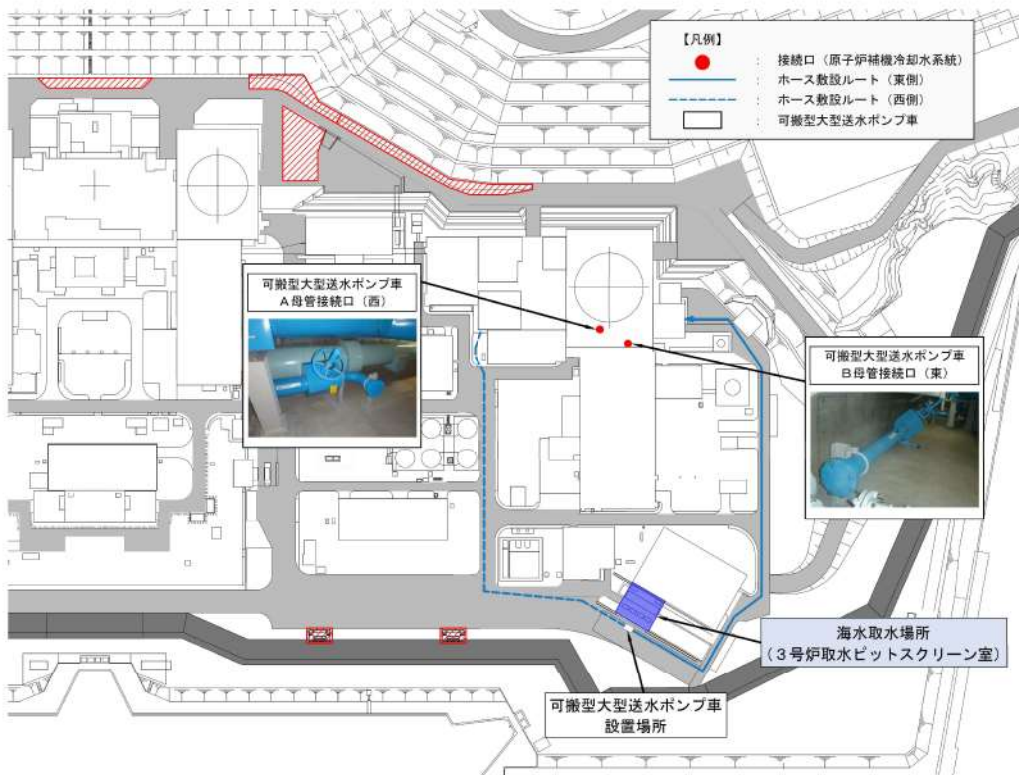 【凡例】
： 接続口（原子炉補機冷却水系統）
： ホース敷設ルート（東側）
： ホース敷設ルート（西側）
： 可搬型大型送水ポンプ車
可搬型大型送水ポンプ車
A母管接続口（西）
可搬型大型送水ポンプ車
B母管接続口（東）
海水取水場所
（３号炉取水ピットスクリーン室）
可搬型大型送水ポンプ車
設置場所